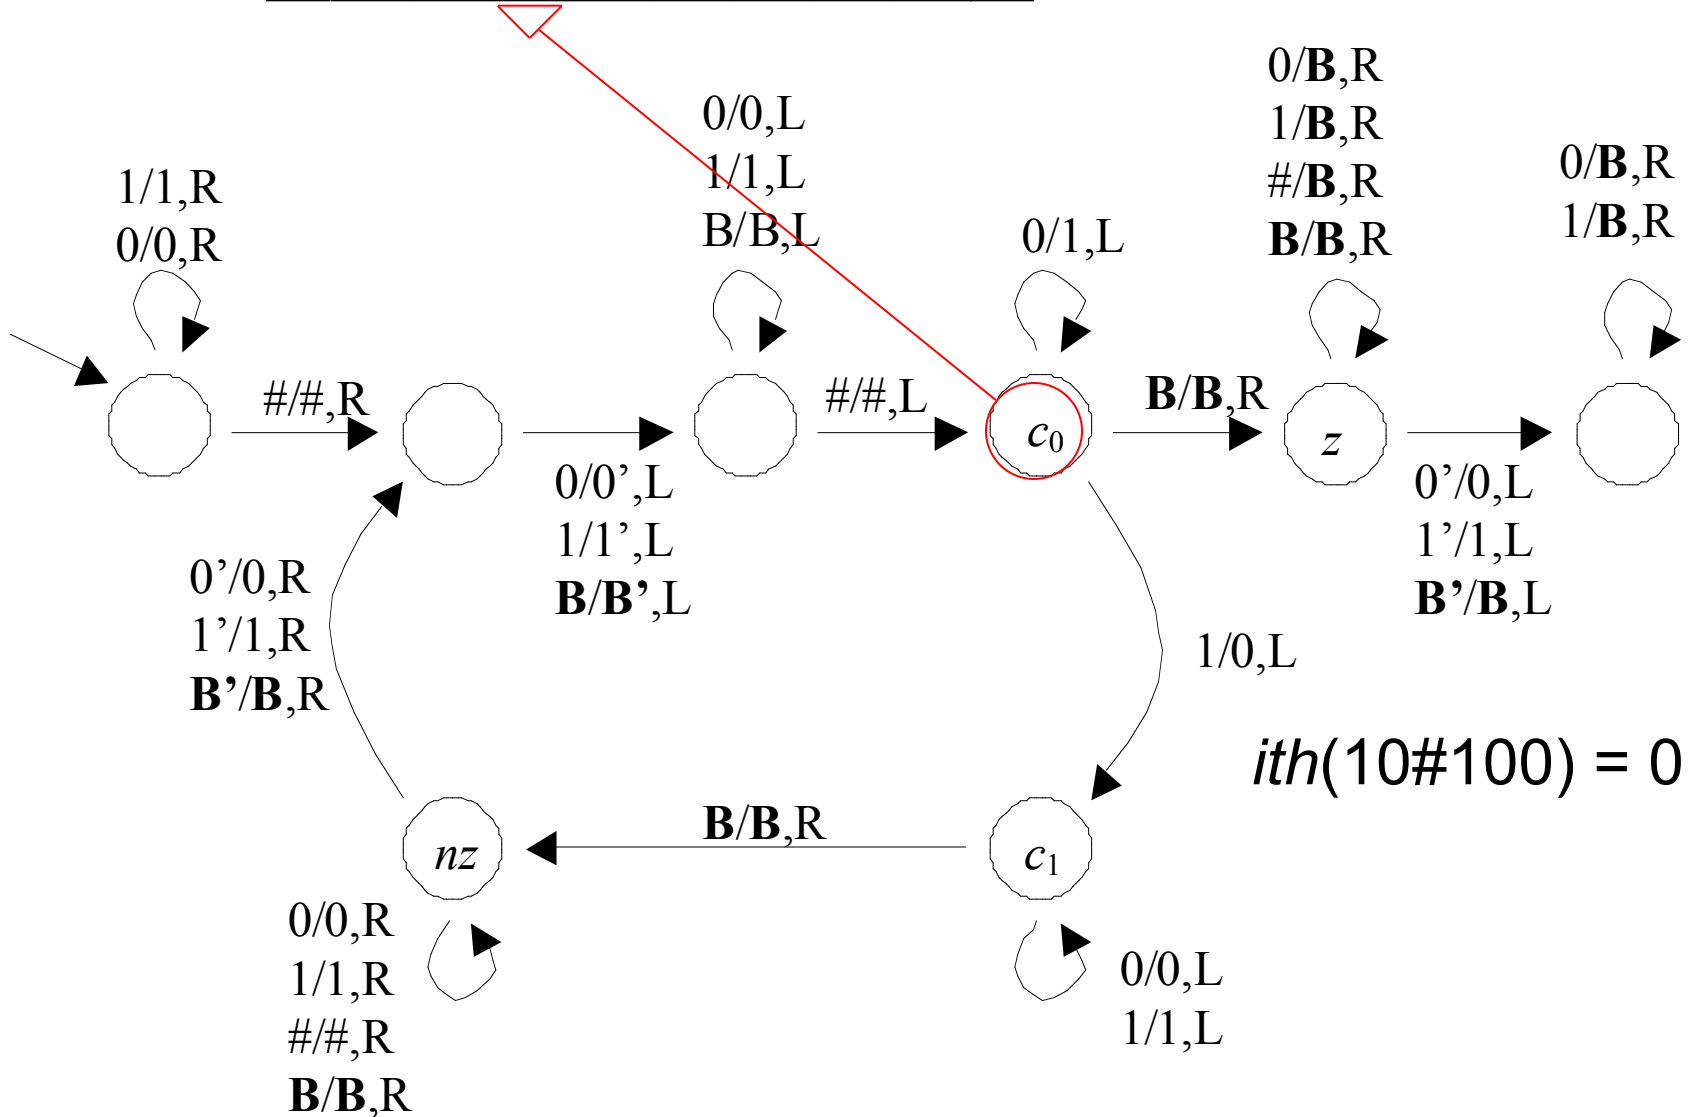 0/B,R
1/B,R
#/B,R
B/B,R
0/0,L
1/1,L
B/B,L
1/1,R
0/0,R
0/1,L
0/B,R
1/B,R
#/#,R
#/#,L
B/B,R
c0
z
0/0’,L
1/1’,L
B/B’,L
0’/0,L
1’/1,L
B’/B,L
0’/0,R
1’/1,R
B’/B,R
1/0,L
ith(10#100) = 0
B/B,R
nz
c1
0/0,R
1/1,R
#/#,R
B/B,R
0/0,L
1/1,L